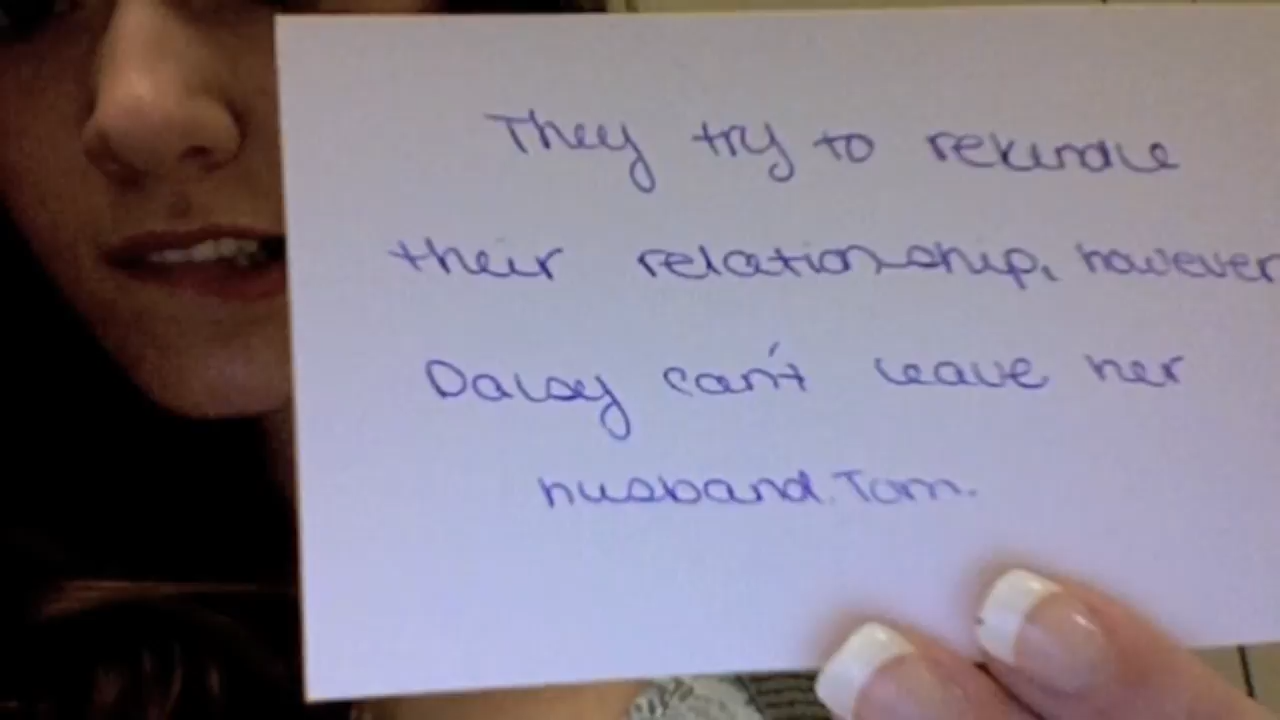 They try to rekindle
their relationship, however
Daisy can't leave her
husband. Tom.